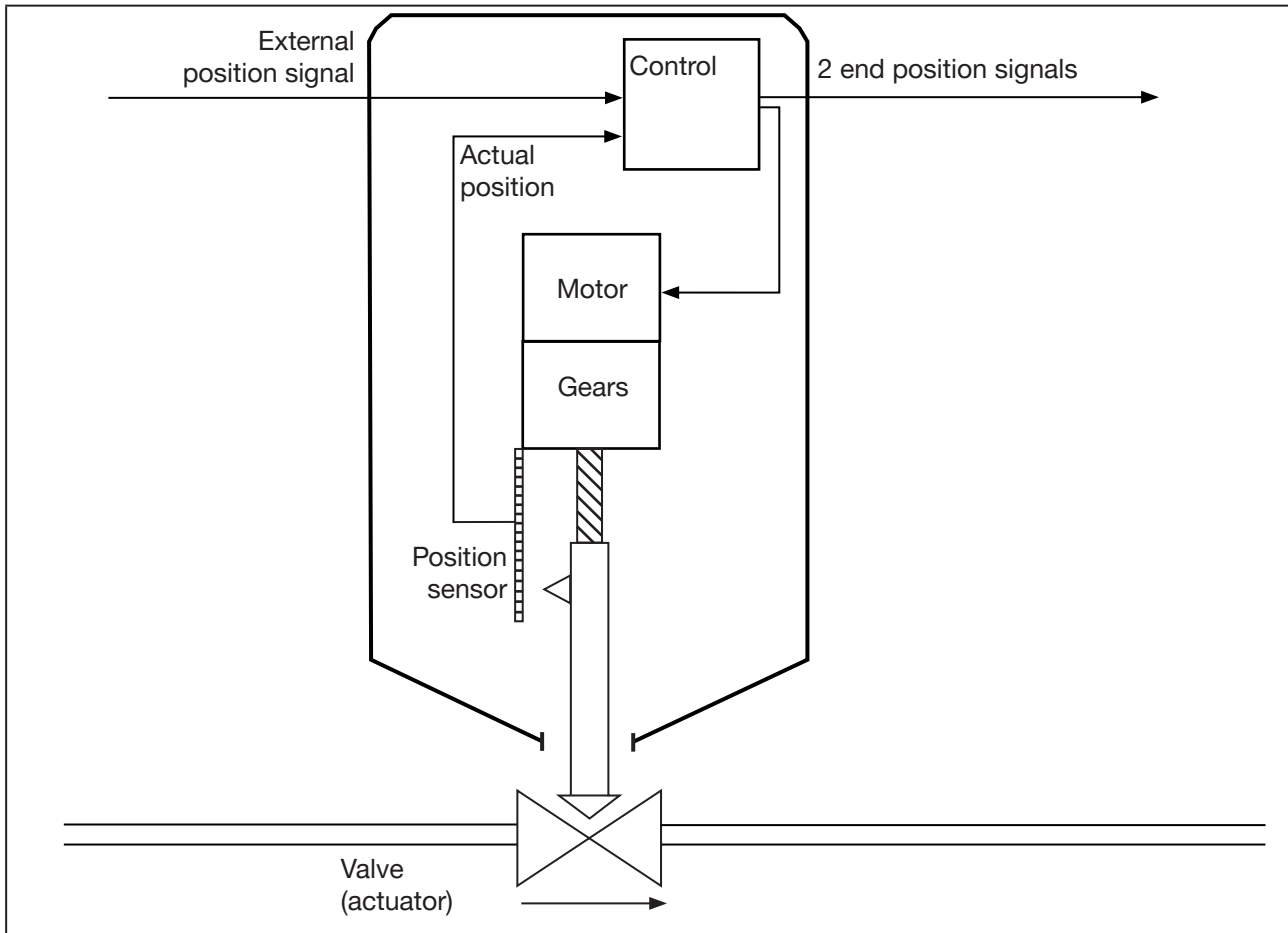 External
position signal
Control
2 end position signals
Actual
position
Motor
Gears
Position
sensor
Valve
(actuator)